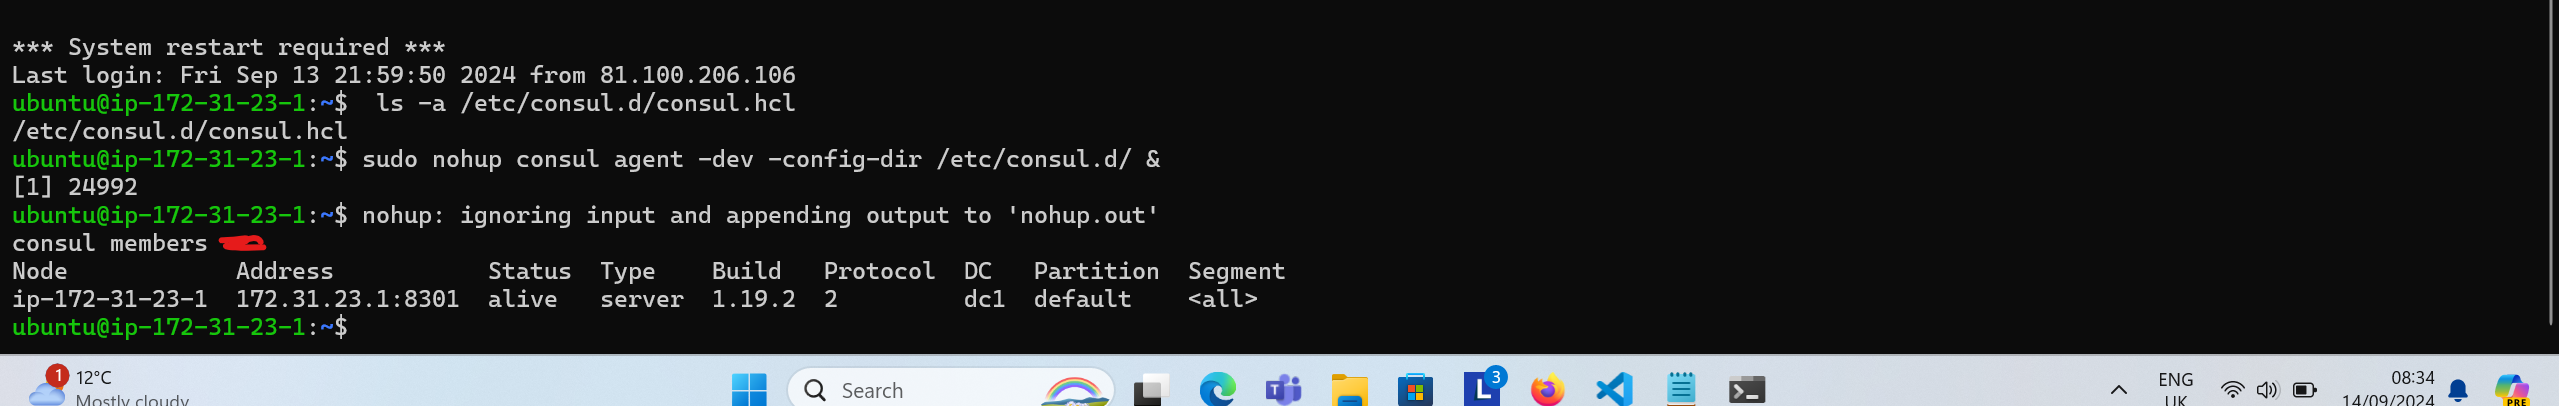 *** System restart required ***
Last login: Fri Sep 13 21:59:50 2024 from 81.100.206.106
ubuntu@ip-172-31-23-1:~$  ls -a /etc/consul.d/consul.hcl
/etc/consul.d/consul.hcl
ubuntu@ip-172-31-23-1:~$ sudo nohup consul agent -dev -config-dir /etc/consul.d/ &
[1] 24992
ubuntu@ip-172-31-23-1:~$ nohup: ignoring input and appending output to 'nohup.out'
consul members
Node            Address           Status  Type    Build   Protocol  DC   Partition  Segment
ip-172-31-23-1  172.31.23.1:8301  alive   server  1.19.2  2         dc1  default    <all>
ubuntu@ip-172-31-23-1:~$
1 12°C
Mostly cloudy
Search
T
L 3
ENG
UK
08:34
14/09/2024
PRE